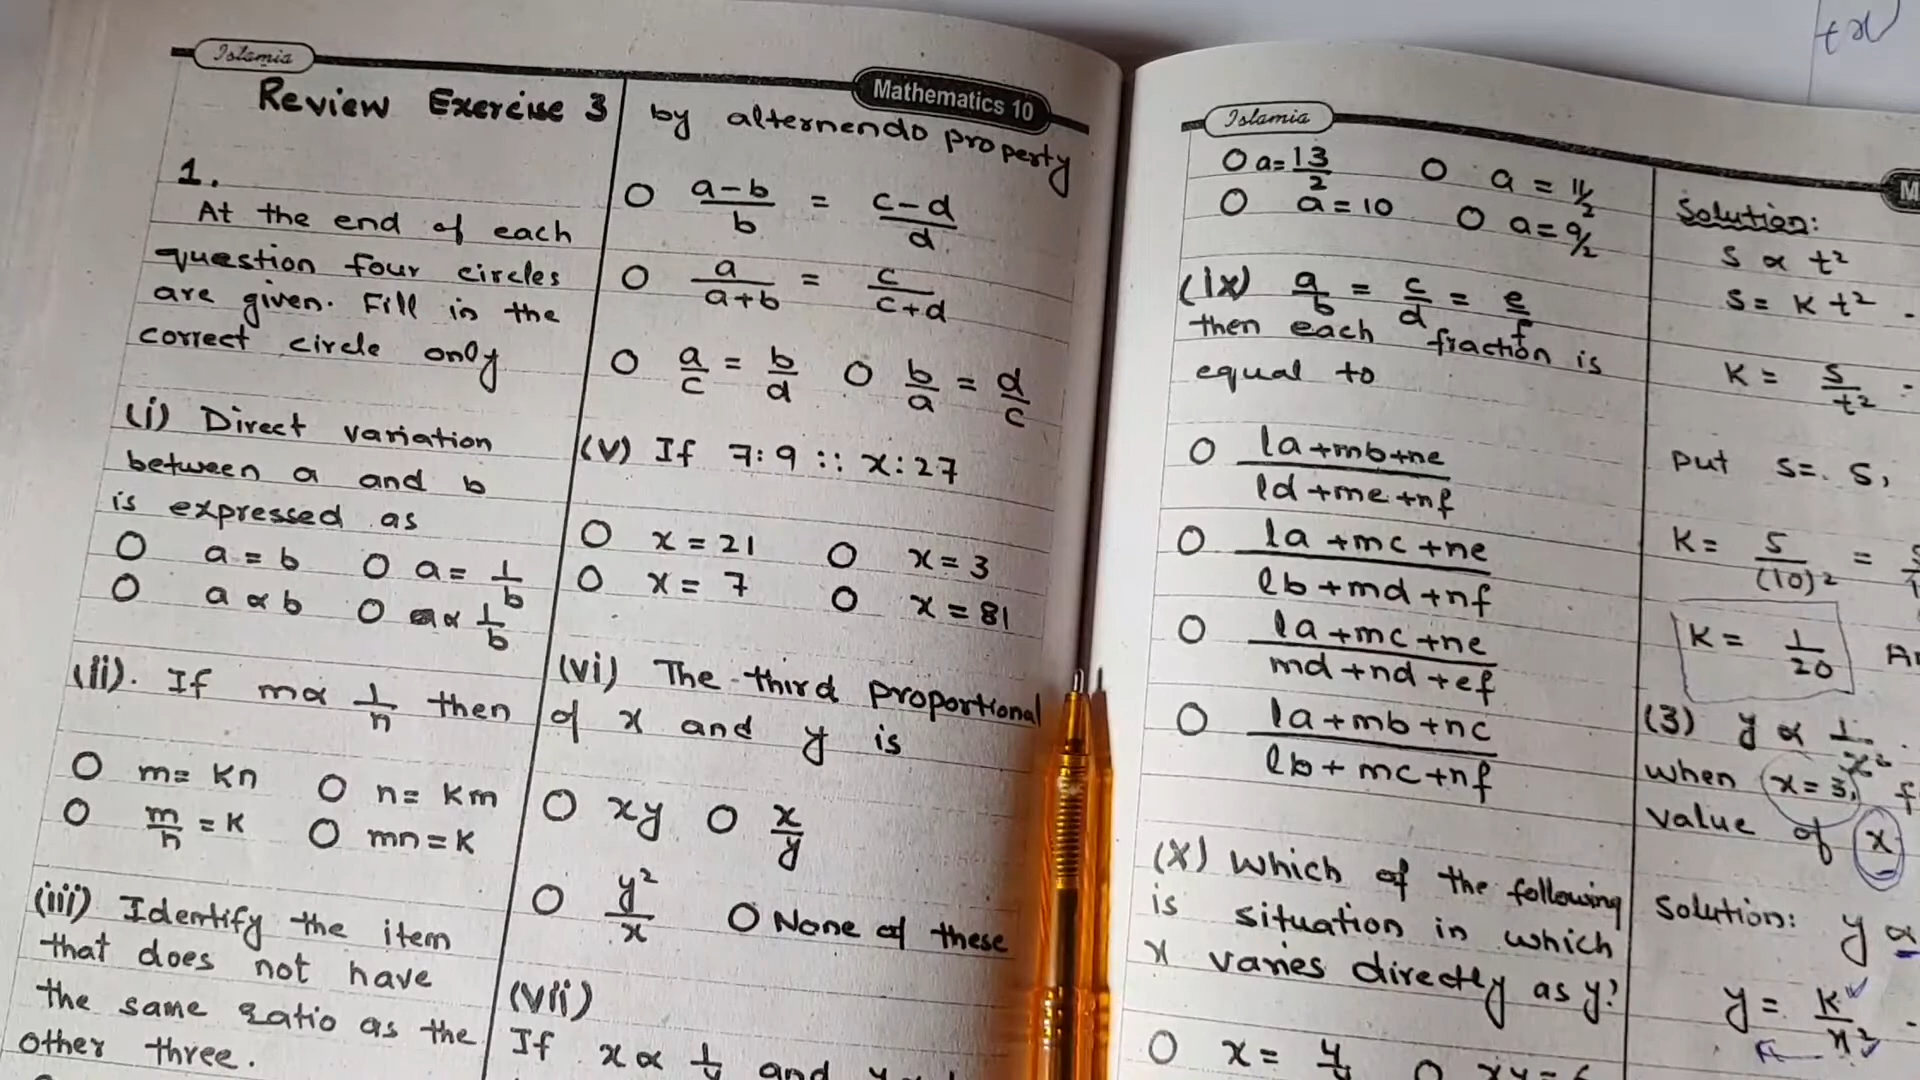 Islamia
Mathematics 10
Review Exercise 3
1.
At the end of each
question four circles
are given. Fill in the
correct circle only
(i) Direct variation
between a and b
is expressed as
O a = b O a = 1/b
O a ∝ b O a ∝ 1/b
(ii). If m ∝ 1/n then
O m = Kn O n = Km
O m/n = K O mn = K
(iii) Identify the item
that does not have
the same ratio as the
other three.
by alternendo property
O a-b/b = c-d/d
O a/a+b = c/c+d
O a/c = b/d O b/a = d/c
(v) If 7:9 :: x:27
O x = 21 O x = 3
O x = 7 O x = 81
(vi) The third proportional
of x and y is
O xy O x/y
O y²/x O None of these
(vii)
If x ∝ 1/y and
Islamia
O a = 13/2 O a = 11/2
O a = 10 O a = 9/2
(ix) a/b = c/d = e/f
then each fraction is
equal to
O la+mb+ne/ld+me+nf
O la+mc+ne/lb+md+nf
O la+mc+ne/md+nd+ef
O la+mb+nc/lb+mc+nf
(x) Which of the following
is situation in which
x varies directly as y?
O x =
Solution:
S ∝ t²
S = K t²
K = S/t²
put S = 5,
K = 5/(10)² =
K = 1/20
(3) y ∝ 1/x²
when x = 3,
value of x
Solution: y ∝
y = K/x²